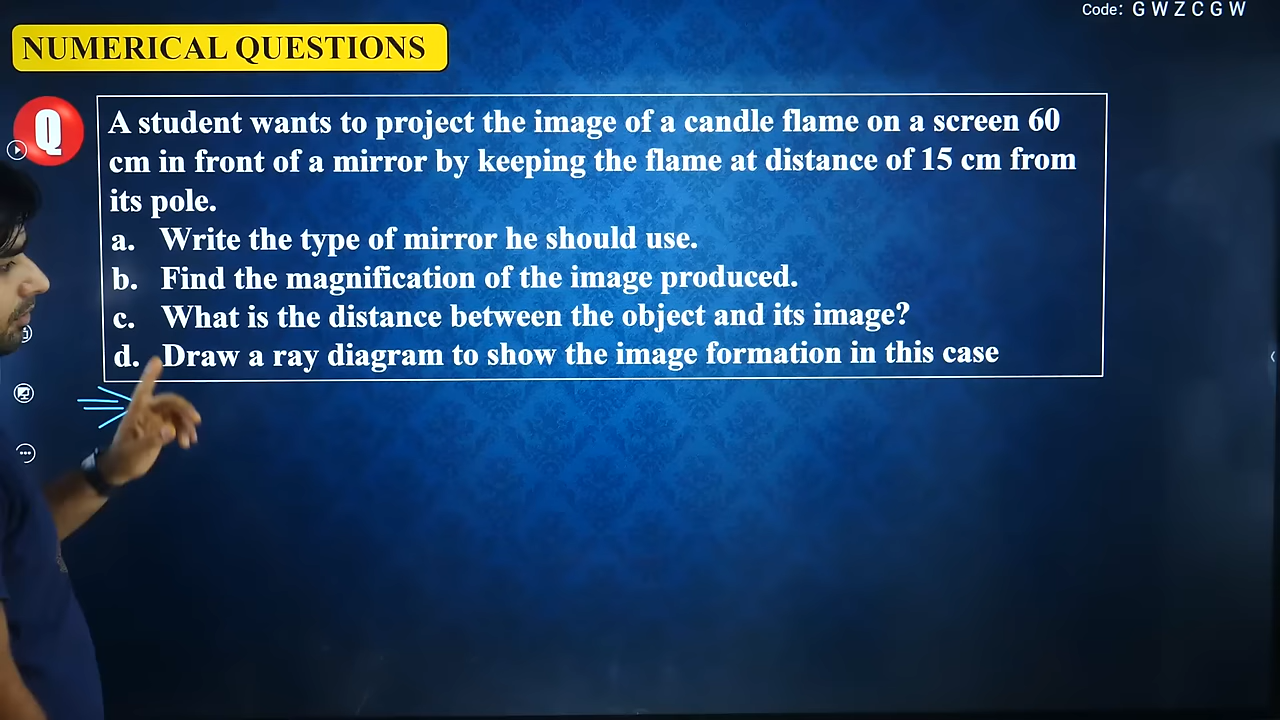 Code: G W Z C G W
NUMERICAL QUESTIONS
Q
A student wants to project the image of a candle flame on a screen 60
cm in front of a mirror by keeping the flame at distance of 15 cm from
its pole.
a. Write the type of mirror he should use.
b. Find the magnification of the image produced.
c. What is the distance between the object and its image?
d. Draw a ray diagram to show the image formation in this case